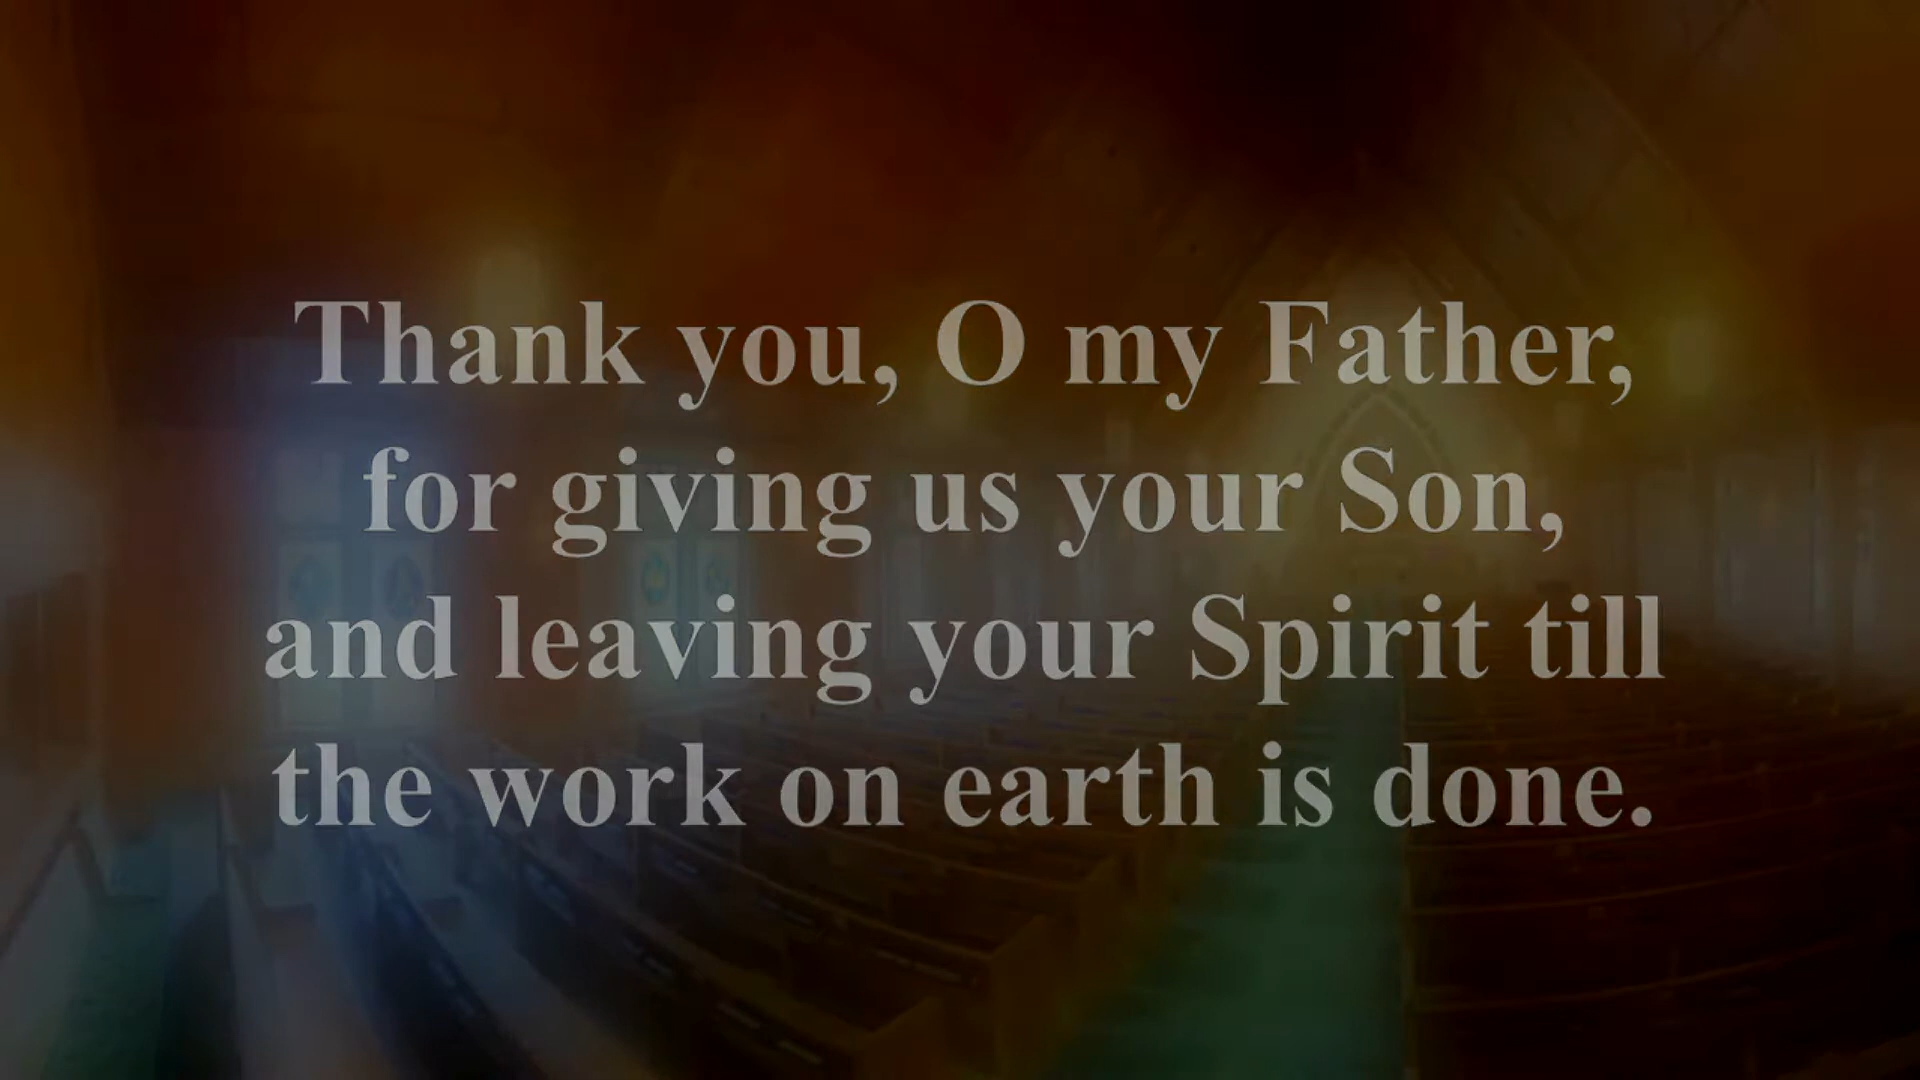 Thank you, O my Father,
for giving us your Son,
and leaving your Spirit till
the work on earth is done.